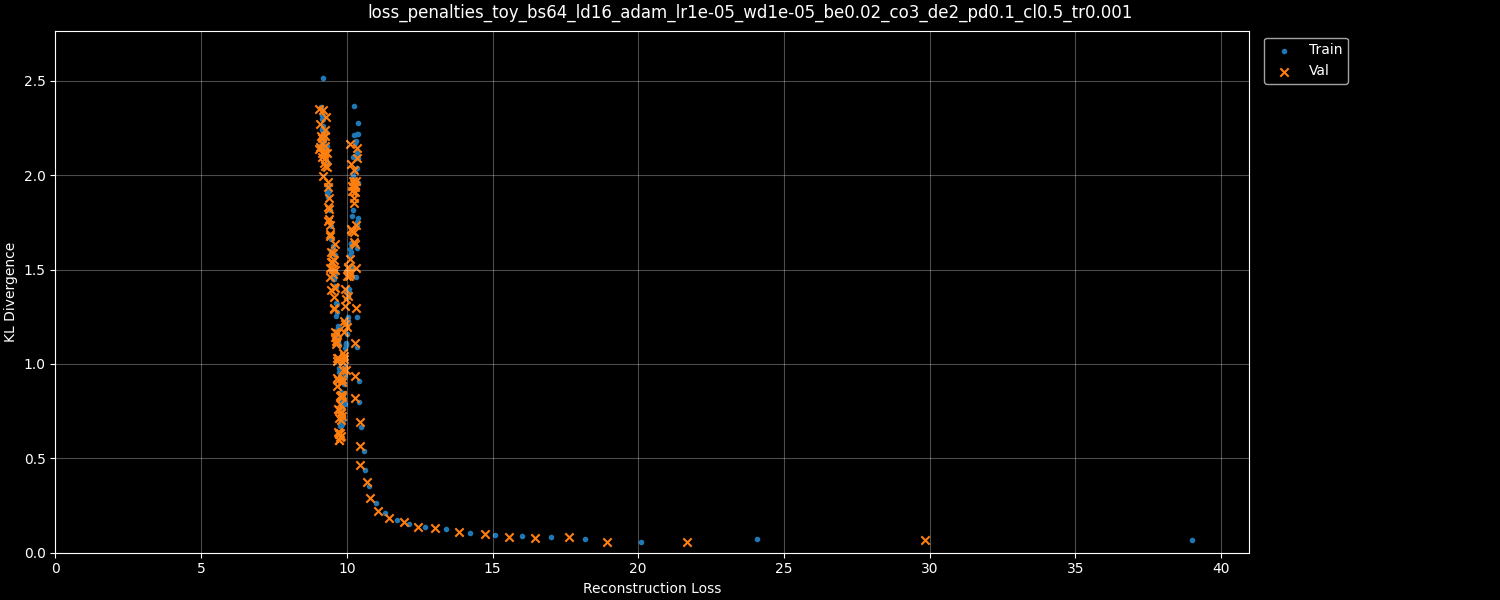 loss_penalties_toy_bs64_ld16_adam_lr1e-05_wd1e-05_be0.02_co3_de2_pd0.1_cl0.5_tr0.001
Train
Val
2.5
2.0
1.5
1.0
0.5
0.0
KL Divergence
0 5 10 15 20 25 30 35 40
Reconstruction Loss